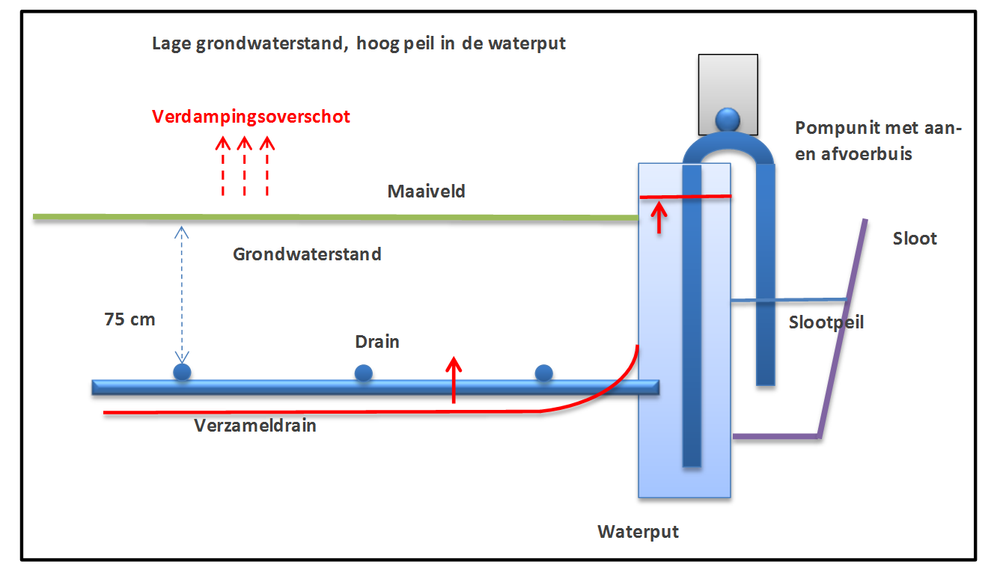 Lage grondwaterstand, hoog peil in de waterput
Verdampingsoverschot
Pompunit met aan-
en afvoerbuis
Maaiveld
Sloot
Grondwaterstand
75 cm
Slootpeil
Drain
Verzameldrain
Waterput